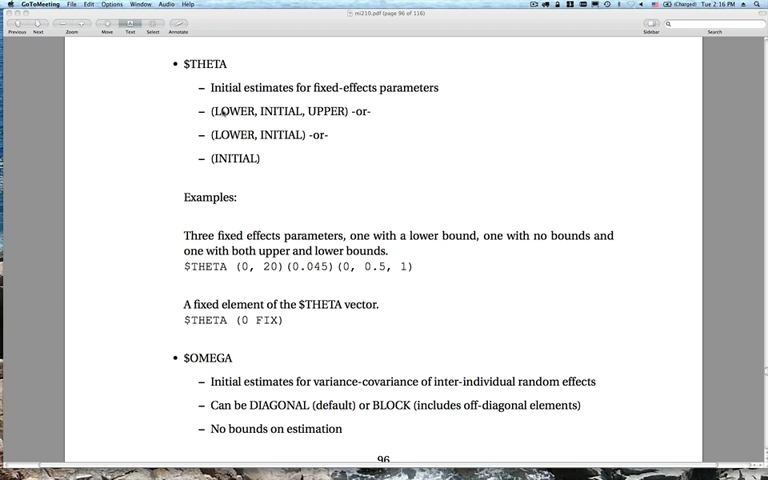 GoToMeeting File Edit Options Window Audio Help (Charged) Tue 2:16 PM
mi210.pdf (page 96 of 116)
Previous Next Zoom Move Text Select Annotate Sidebar Search
• $THETA
– Initial estimates for fixed-effects parameters
– (LOWER, INITIAL, UPPER) -or-
– (LOWER, INITIAL) -or-
– (INITIAL)
Examples:
Three fixed effects parameters, one with a lower bound, one with no bounds and
one with both upper and lower bounds.
$THETA (0, 20)(0.045)(0, 0.5, 1)
A fixed element of the $THETA vector.
$THETA (0 FIX)
• $OMEGA
– Initial estimates for variance-covariance of inter-individual random effects
– Can be DIAGONAL (default) or BLOCK (includes off-diagonal elements)
– No bounds on estimation
96